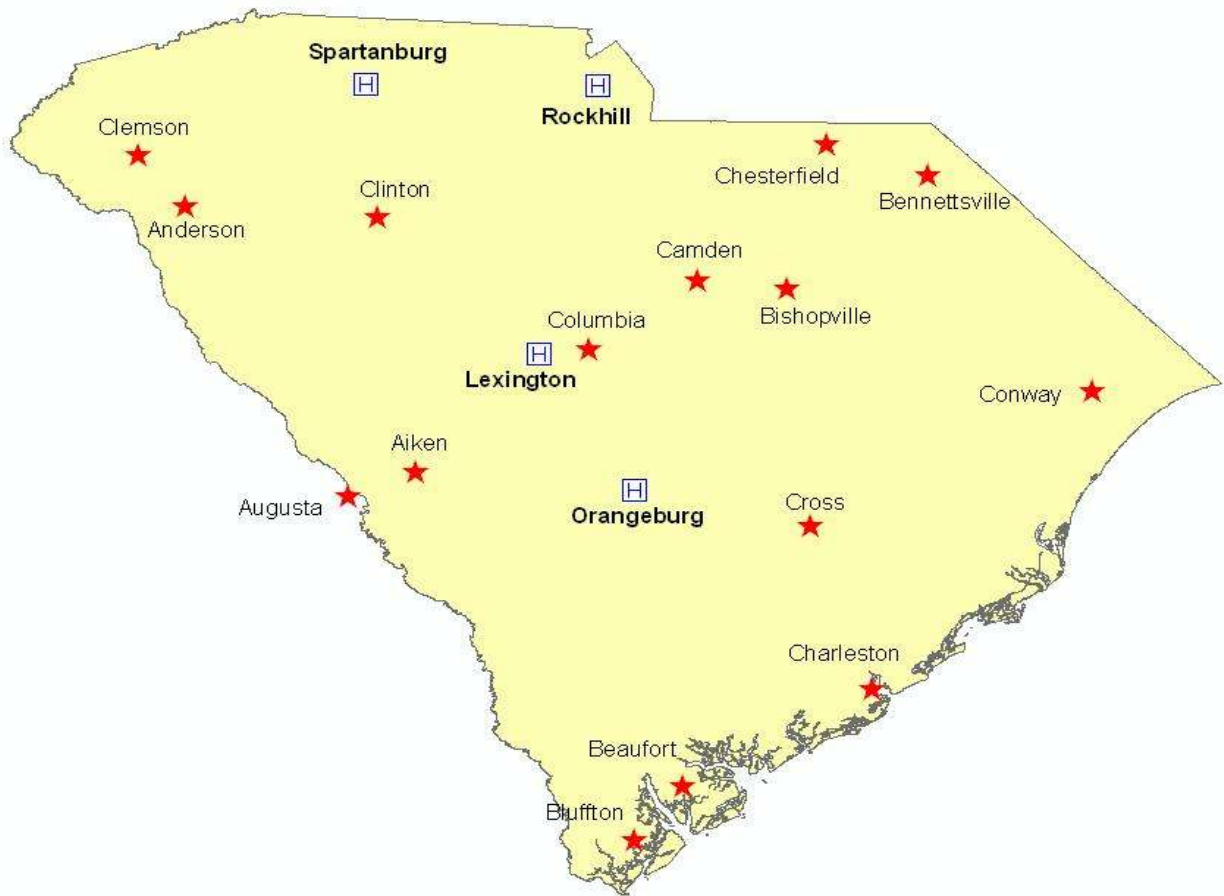 Spartanburg
H
H
Rockhill
Clemson
Chesterfield
Clinton
Bennettsville
Anderson
Camden
Bishopville
Columbia
H
Lexington
Conway
Aiken
H
Augusta
Orangeburg
Cross
Charleston
Beaufort
Bluffton